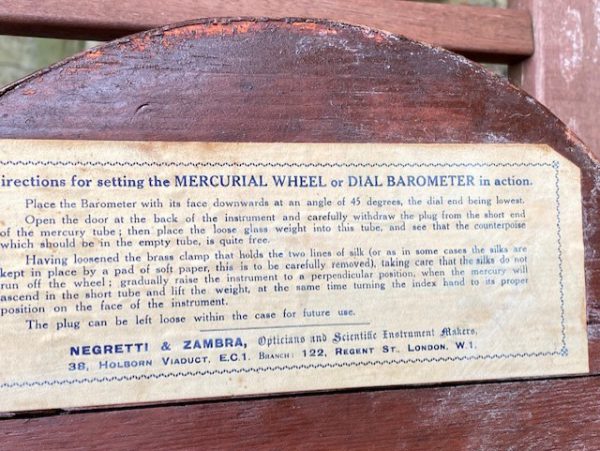 irections for setting the MERCURIAL WHEEL or DIAL BAROMETER in action.
Place the Barometer with its face downwards at an angle of 45 degrees, the dial end being lowest.
Open the door at the back of the instrument and carefully withdraw the plug from the short end
of the mercury tube; then place the loose glass weight into this tube, and see that the counterpoise
which should be in the empty tube, is quite free.
Having loosened the brass clamp that holds the two lines of silk (or as in some cases the silks are
kept in place by a pad of soft paper, this is to be carefully removed), taking care that the silks do not
run off the wheel; gradually raise the instrument to a perpendicular position, when the mercury will
ascend in the short tube and lift the weight, at the same time turning the index hand to its proper
position on the face of the instrument.
The plug can be left loose within the case for future use.
NEGRETTI & ZAMBRA, Opticians and Scientific Instrument Makers,
38, HOLBORN VIADUCT, E.C.1. BRANCH: 122, REGENT ST., LONDON, W.1.